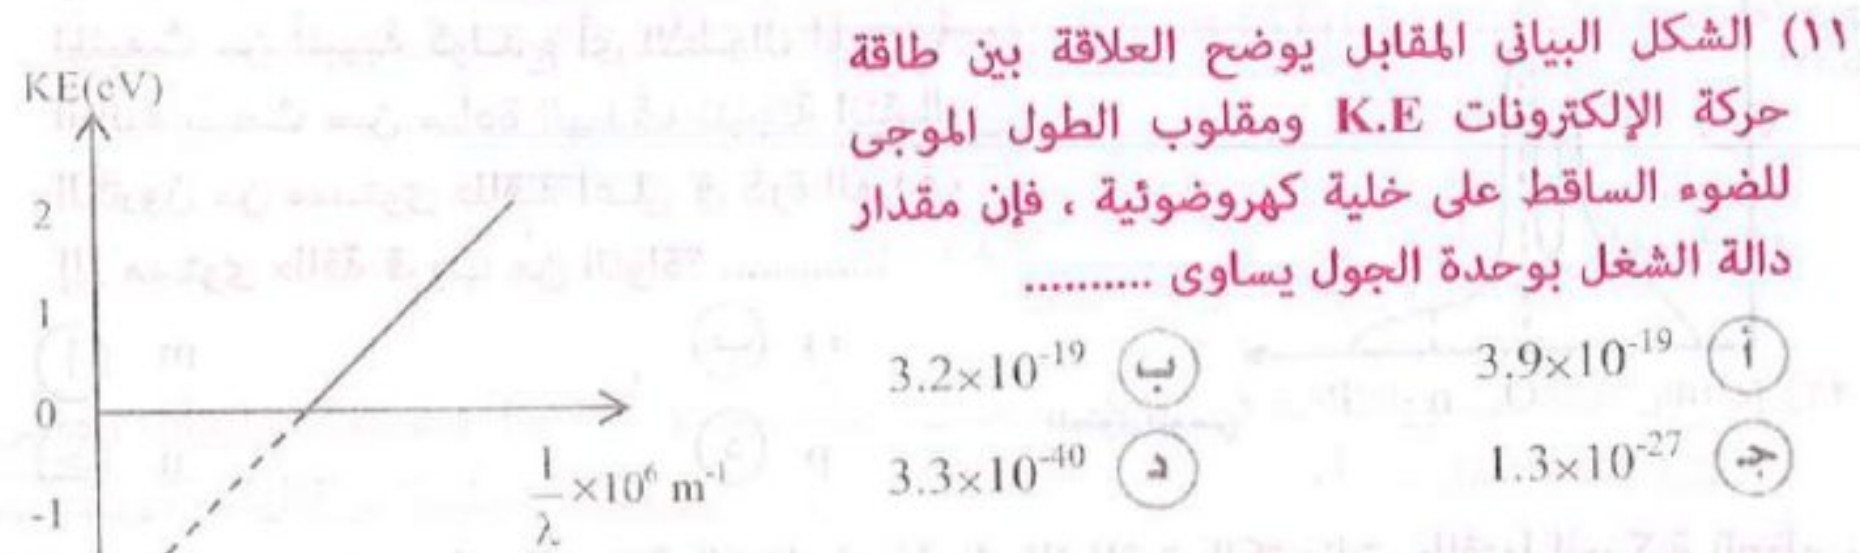 ١١) الشكل البيانى المقابل يوضح العلاقة بين طاقة
حركة الإلكترونات K.E ومقلوب الطول الموجى
للضوء الساقط على خلية كهروضوئية ، فإن مقدار
دالة الشغل بوحدة الجول يساوى ..........
أ 3.9×10⁻¹⁹
ب 3.2×10⁻¹⁹
جـ 1.3×10⁻²⁷
د 3.3×10⁻⁴⁰
KE(eV)
2
1
0
-1
1/λ ×10⁶ m⁻¹